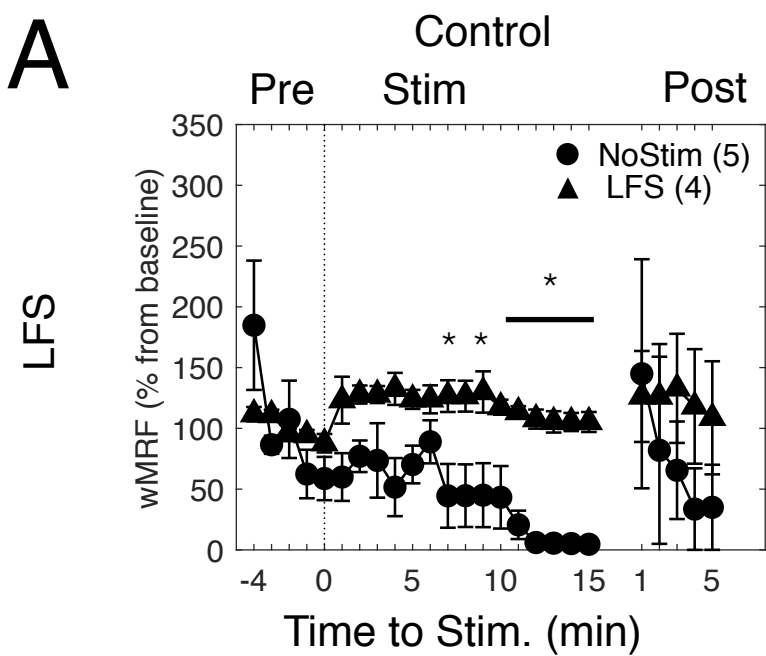 A
Control
Pre Stim Post
NoStim (5)
LFS (4)
LFS
wMRF (% from baseline)
350
300
250
200
150
100
50
0
* *
*
-4 0 5 10 15 1 5
Time to Stim. (min)